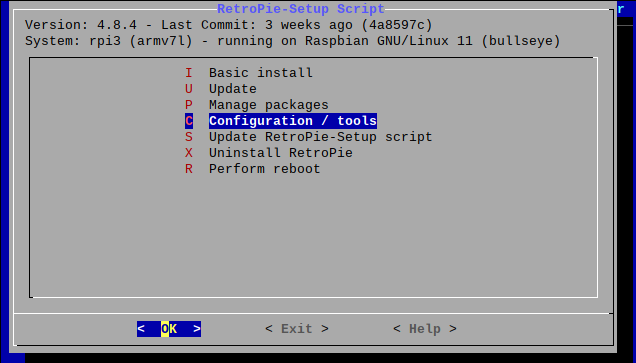 RetroPie-Setup Script
r
Version: 4.8.4 - Last Commit: 3 weeks ago (4a8597c)
System: rpi3 (armv7l) - running on Raspbian GNU/Linux 11 (bullseye)
I Basic install
U Update
P Manage packages
C Configuration / tools
S Update RetroPie-Setup script
X Uninstall RetroPie
R Perform reboot
< OK > < Exit > < Help >